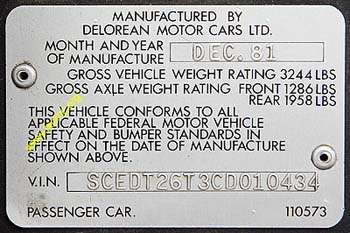 MANUFACTURED BY
DELOREAN MOTOR CARS LTD.
MONTH AND YEAR
OF MANUFACTURE DEC. 81
GROSS VEHICLE WEIGHT RATING 3244 LBS
GROSS AXLE WEIGHT RATING FRONT 1286 LBS
REAR 1958 LBS
THIS VEHICLE CONFORMS TO ALL
APPLICABLE FEDERAL MOTOR VEHICLE
SAFETY AND BUMPER STANDARDS IN
EFFECT ON THE DATE OF MANUFACTURE
SHOWN ABOVE.
V.I.N. SCEDT26T3CD010434
PASSENGER CAR. 110573